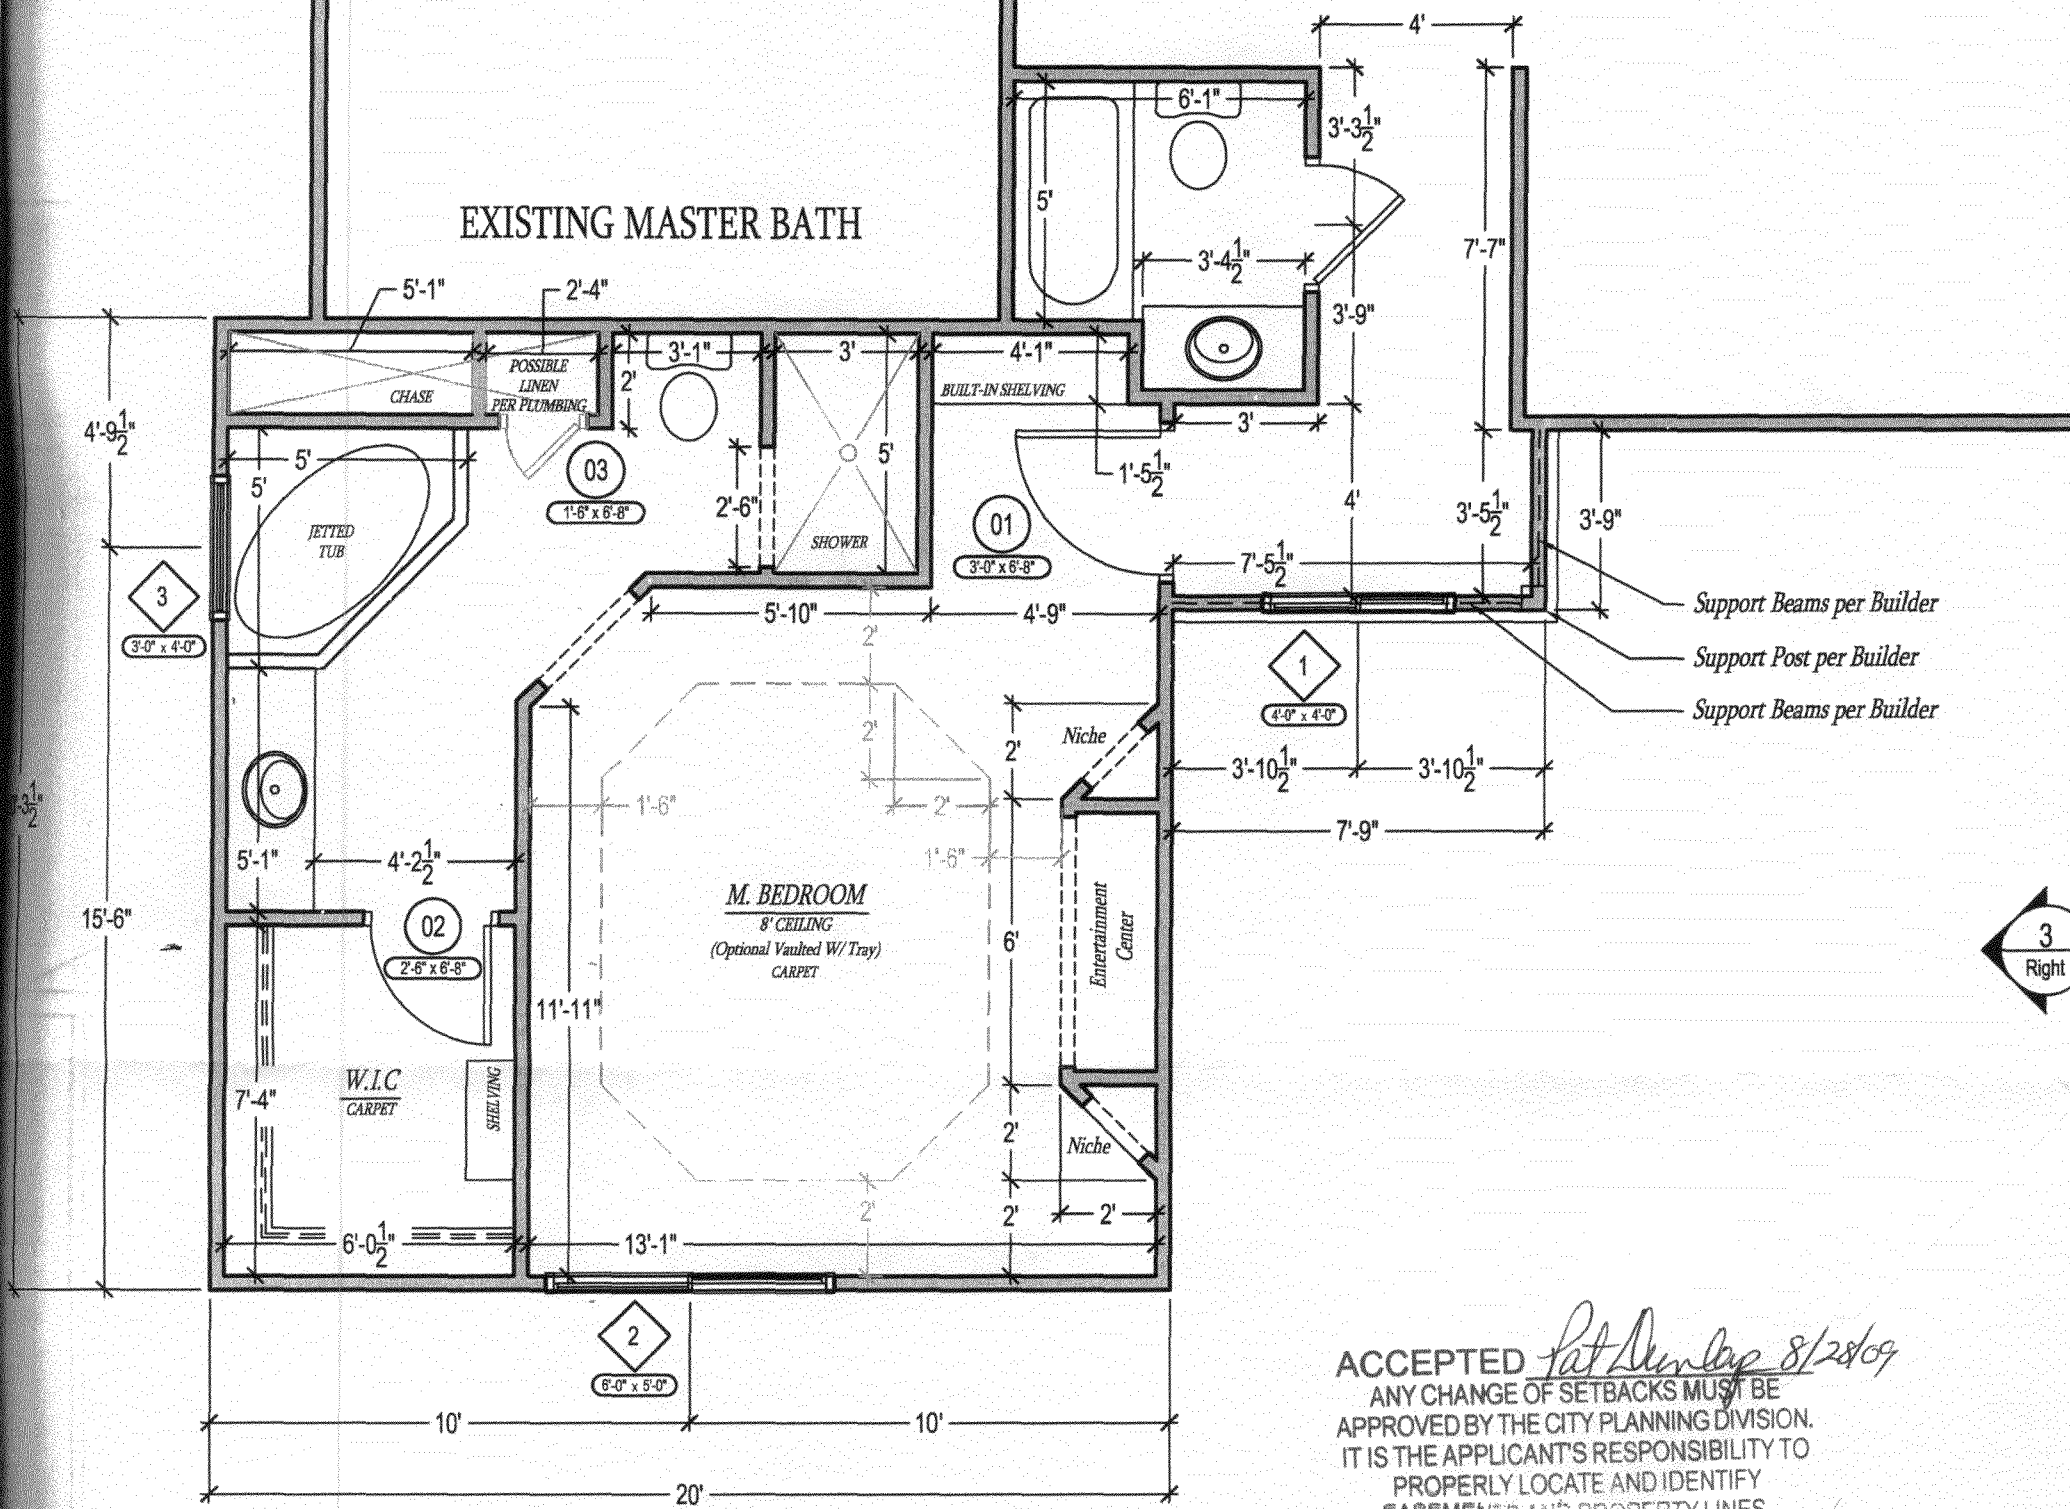 4'
6'-1"
3'-3 1/2"
5'
EXISTING MASTER BATH
3'-4 1/2"
7'-7"
5'-1"
2'-4"
3'-9"
3'-1"
3'
4'-1"
POSSIBLE
LINEN
PER PLUMBING
2'
CHASE
BUILT-IN SHELVING
4'-9 1/2"
3'
5'
5'
5'
03
1'-6" x 6'-8"
1'-5 1/2"
2'-6"
4'
3'-5 1/2"
3'-9"
JETTED
TUB
01
3'-0" x 6'-8"
SHOWER
7'-5 1/2"
3
3'-0" x 4'-0"
5'-10"
4'-9"
Support Beams per Builder
2'
Support Post per Builder
1
4'-0" x 4'-0"
Support Beams per Builder
2'
Niche
2'
3'-10 1/2"
3'-10 1/2"
1'-6"
2'
7'-9"
5'-1"
4'-2 1/2"
1'-6"
M. BEDROOM
8' CEILING
(Optional Vaulted W/ Tray)
CARPET
Entertainment
Center
15'-6"
02
2'-6" x 6'-8"
6'
3
Right
11'-11"
W.I.C
CARPET
7'-4"
SHELVING
2'
Niche
2'
2'
2'
6'-0 1/2"
13'-1"
2
6'-0" x 5'-0"
10'
10'
20'
ACCEPTED Pat Dunlap 8/28/09
ANY CHANGE OF SETBACKS MUST BE
APPROVED BY THE CITY PLANNING DIVISION.
IT IS THE APPLICANT'S RESPONSIBILITY TO
PROPERLY LOCATE AND IDENTIFY
EASEMENTS AND PROPERTY LINES